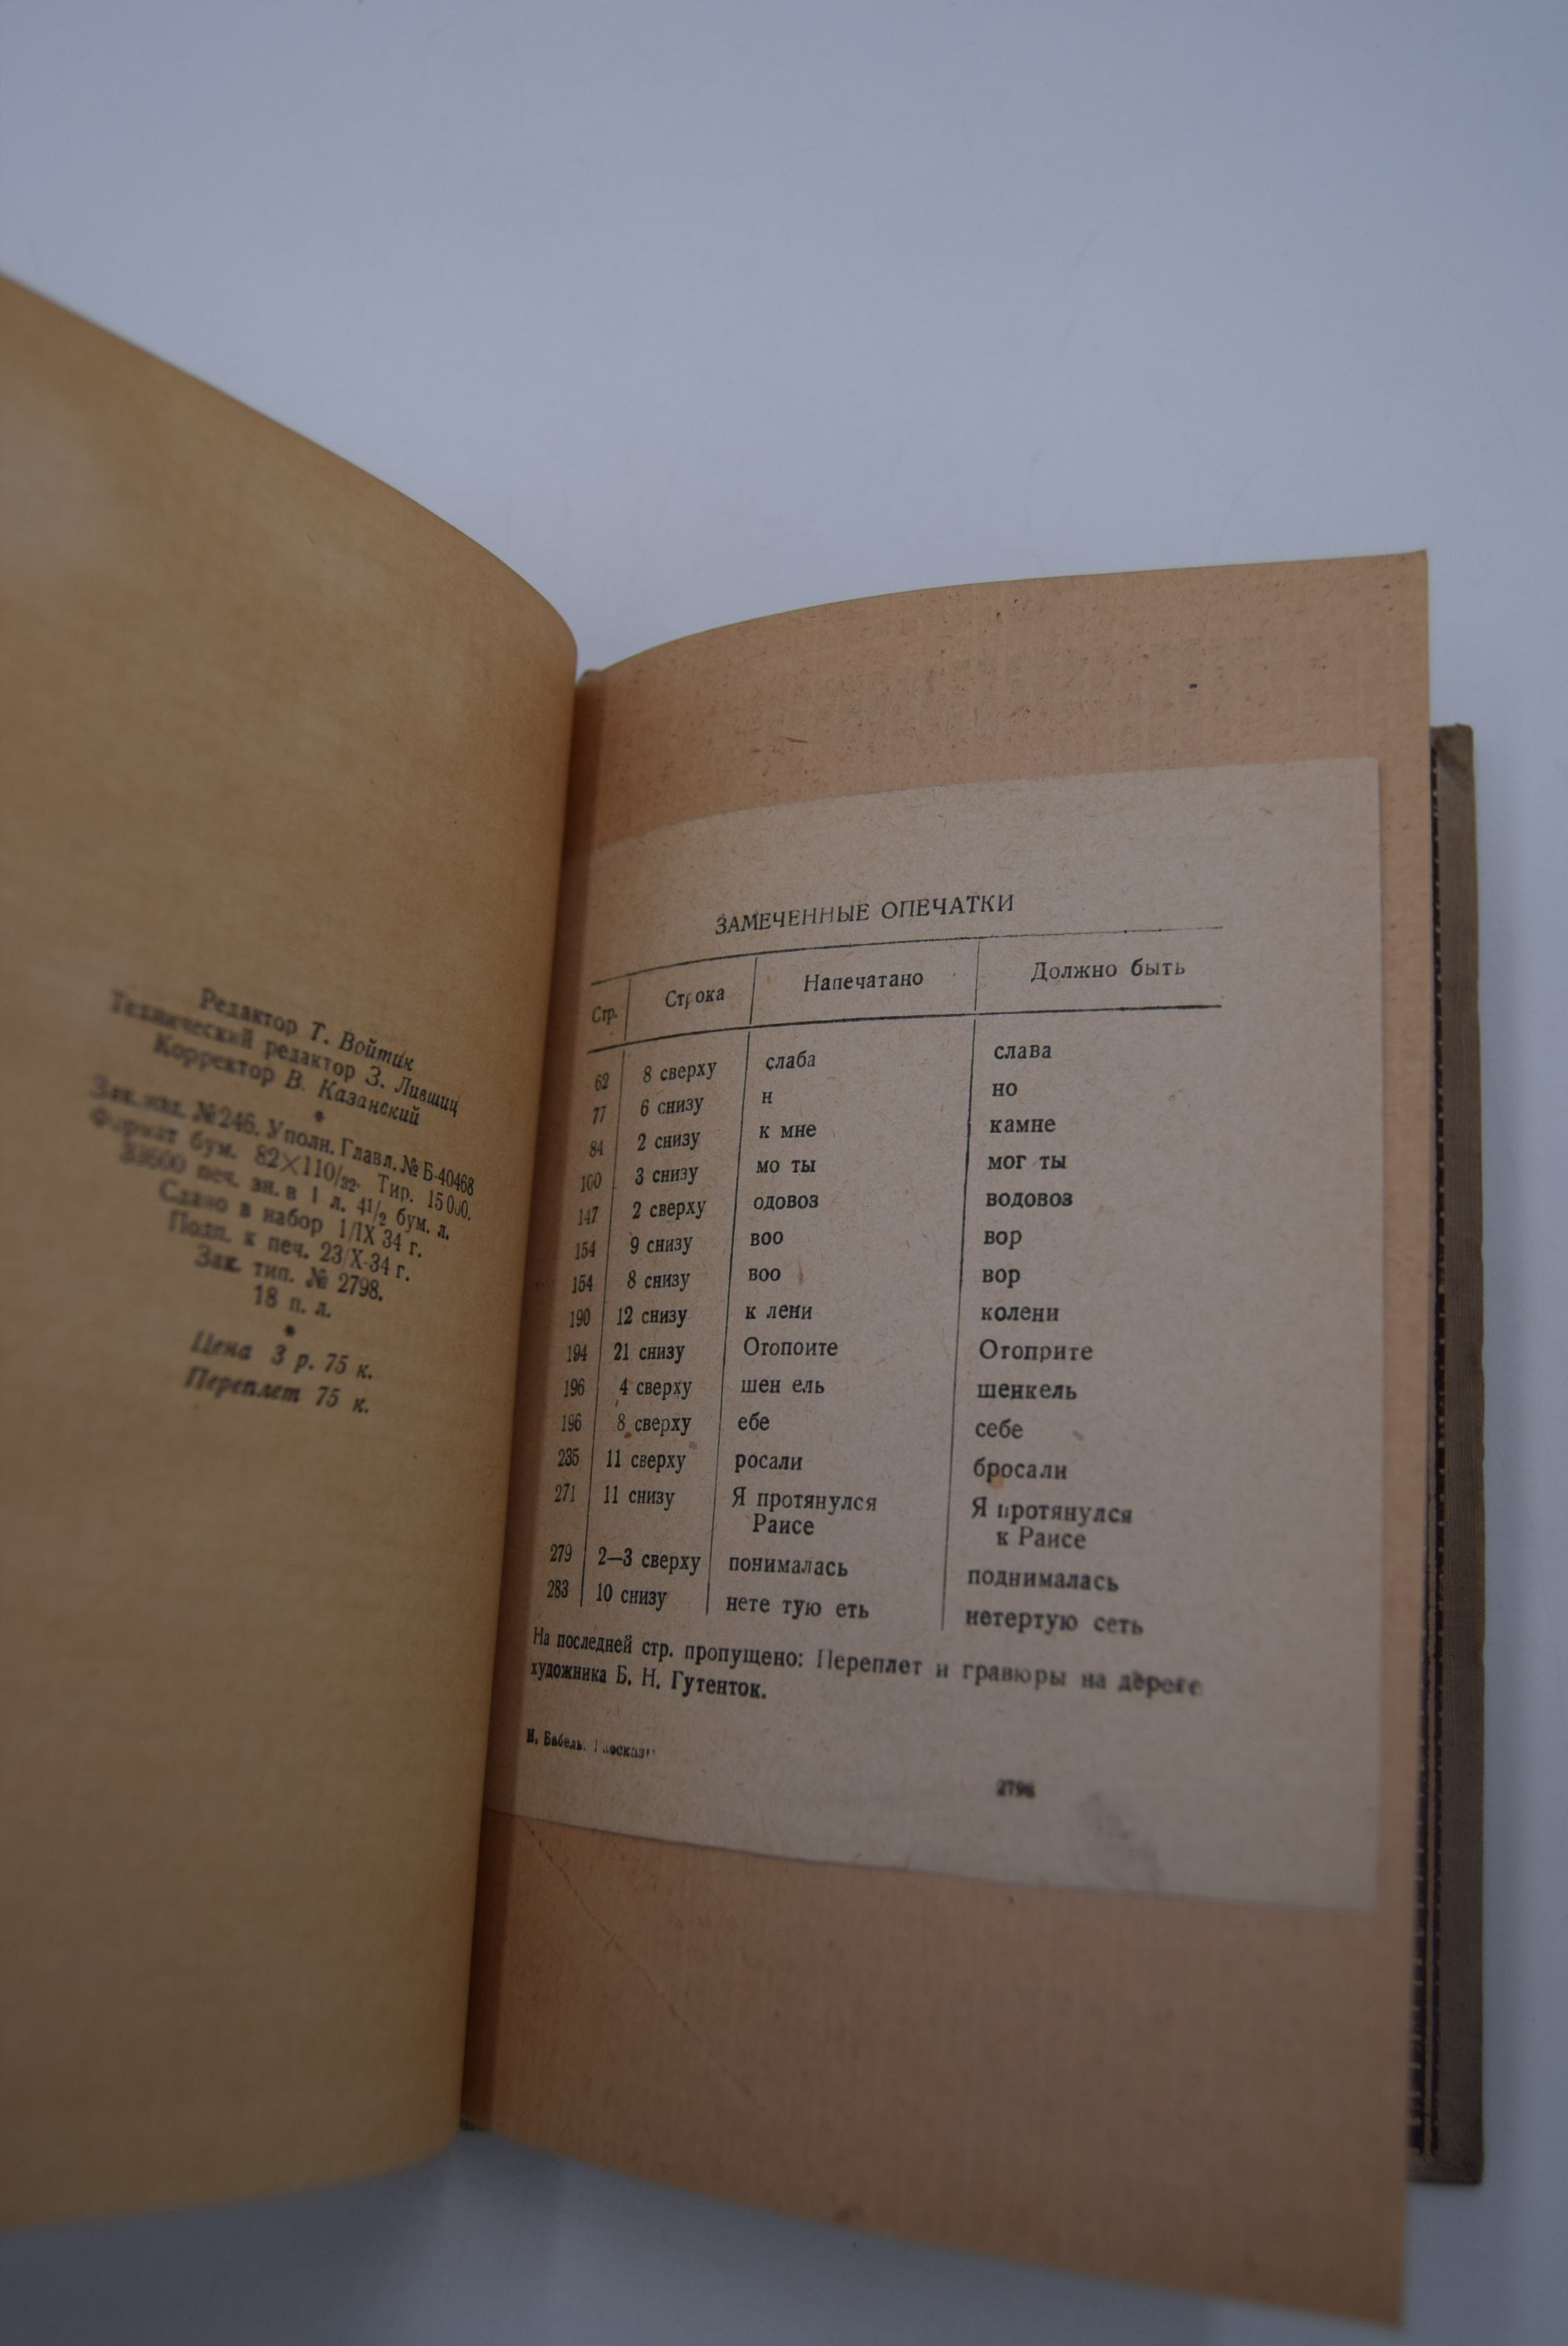 Редактор Т. Войтик
Технический редактор З. Лившиц
Корректор В. Казанский
*
Зак. изд. № 246. Уполн. Главл. № Б-40468
Формат бум. 82×110/32. Тир. 15000.
печ. зн. в 1 л. 4 1/2 бум. л.
Сдано в набор 1/IX 34 г.
Подп. к печ. 23/X-34 г.
Зак. тип. № 2798.
18 п. л.
*
Цена 3 р. 75 к.
Переплет 75 к.
ЗАМЕЧЕННЫЕ ОПЕЧАТКИ
Стр. Строка Напечатано Должно быть
62 8 сверху слаба слава
77 6 снизу н но
84 2 снизу к мне камне
100 3 снизу мо ты мог ты
147 2 сверху одовоз водовоз
154 9 снизу воо вор
154 8 снизу воо вор
190 12 снизу к лени колени
194 21 снизу Отопоите Отоприте
196 4 сверху шен ель шенкель
196 8 сверху ебе себе
235 11 сверху росали бросали
271 11 снизу Я протянулся Я протянулся
Раисе к Раисе
279 2—3 сверху понималась поднималась
283 10 снизу нете тую еть нетертую сеть
На последней стр. пропущено: Переплет и гравюры на дереве
художника Б. Н. Гутенток.
И. Бабель. Рассказы
2798